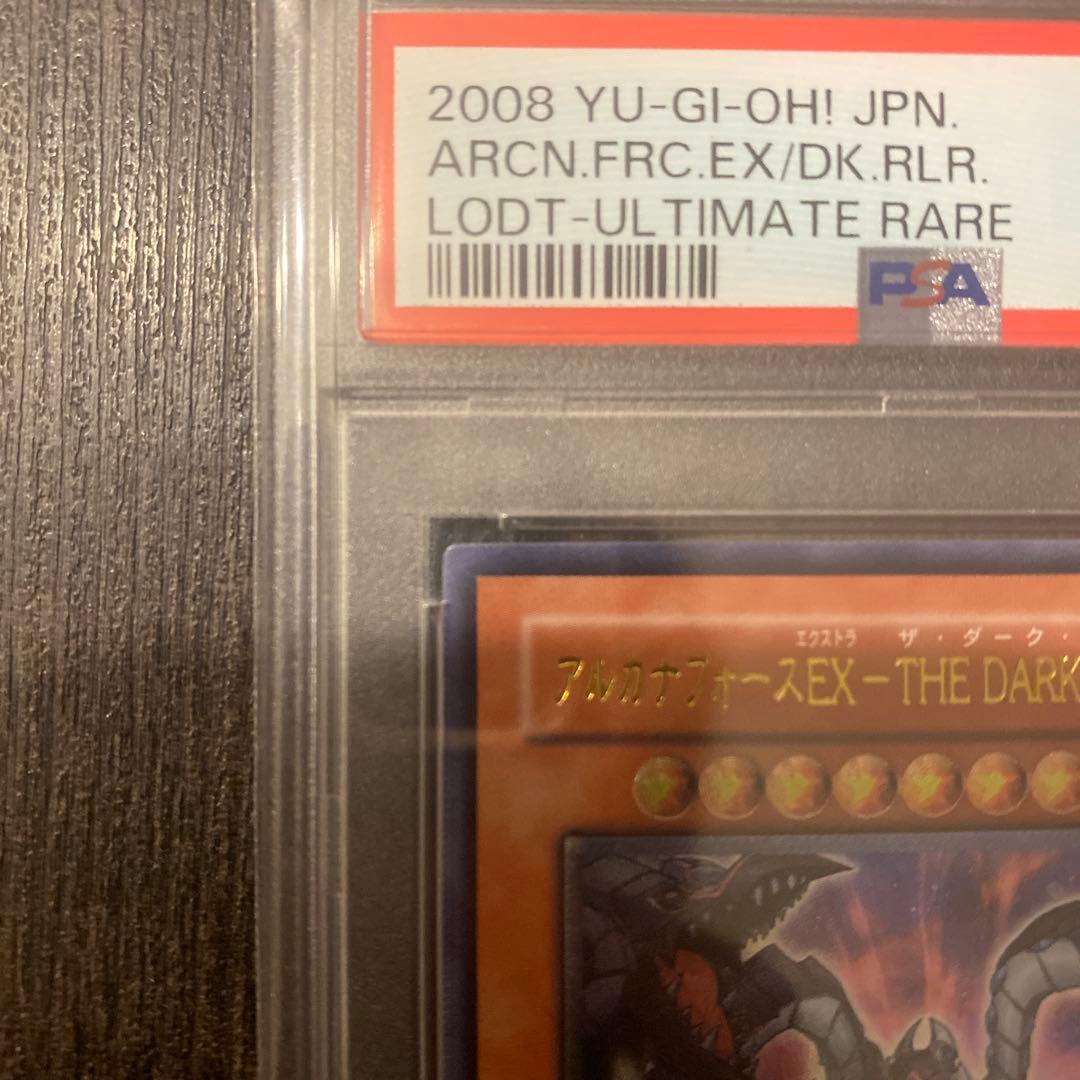 2008 YU-GI-OH! JPN.
ARCN.FRC.EX/DK.RLR.
LODT-ULTIMATE RARE
PSA
エクストラ ザ・ダーク・
アルカナフォースEX－THE DARK